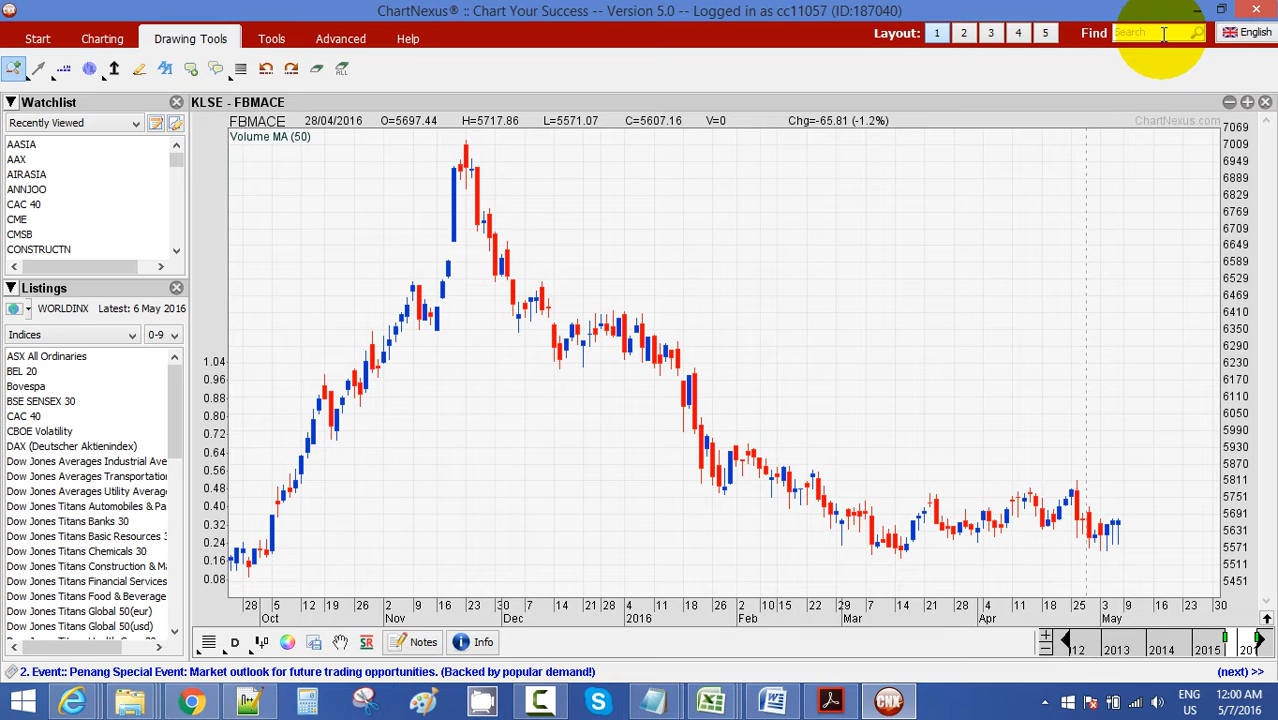 ChartNexus® :: Chart Your Success -- Version 5.0 -- Logged in as cc11057 (ID:187040)
Start Charting Drawing Tools Tools Advanced Help Layout: 1 2 3 4 5 Find Search English
ALL
Watchlist
Recently Viewed
AASIA
AAX
AIRASIA
ANNJOO
CAC 40
CME
CMSB
CONSTRUCTN
Listings
WORLDINX Latest: 6 May 2016
Indices 0-9
ASX All Ordinaries
BEL 20
Bovespa
BSE SENSEX 30
CAC 40
CBOE Volatility
DAX (Deutscher Aktienindex)
Dow Jones Averages Industrial Ave
Dow Jones Averages Transportation
Dow Jones Averages Utility Average
Dow Jones Titans Automobiles & Pa
Dow Jones Titans Banks 30
Dow Jones Titans Basic Resources 3
Dow Jones Titans Chemicals 30
Dow Jones Titans Construction & Ma
Dow Jones Titans Financial Services
Dow Jones Titans Food & Beverage
Dow Jones Titans Global 50(eur)
Dow Jones Titans Global 50(usd)
KLSE - FBMACE
FBMACE 28/04/2016 O=5697.44 H=5717.86 L=5571.07 C=5607.16 V=0 Chg=-65.81 (-1.2%) ChartNexus.com
Volume MA (50)
7069
7009
6949
6889
6829
6769
6709
6649
6589
6529
6469
6410
6350
6290
6230
6170
6110
6050
5990
5930
5870
5811
5751
5691
5631
5571
5511
5451
1.04
0.96
0.88
0.80
0.72
0.64
0.56
0.48
0.40
0.32
0.24
0.16
0.08
28 5 12 19 26 2 9 16 23 30 7 14 21 28 4 11 18 26 2 10 15 22 29 7 14 21 28 4 11 18 25 3 9 16 23 30
Oct Nov Dec 2016 Feb Mar Apr May
D SR Notes Info 12 2013 2014 2015 201
2. Event:: Penang Special Event: Market outlook for future trading opportunities. (Backed by popular demand!) (next) >>
CNX ENG 12:00 AM
US 5/7/2016